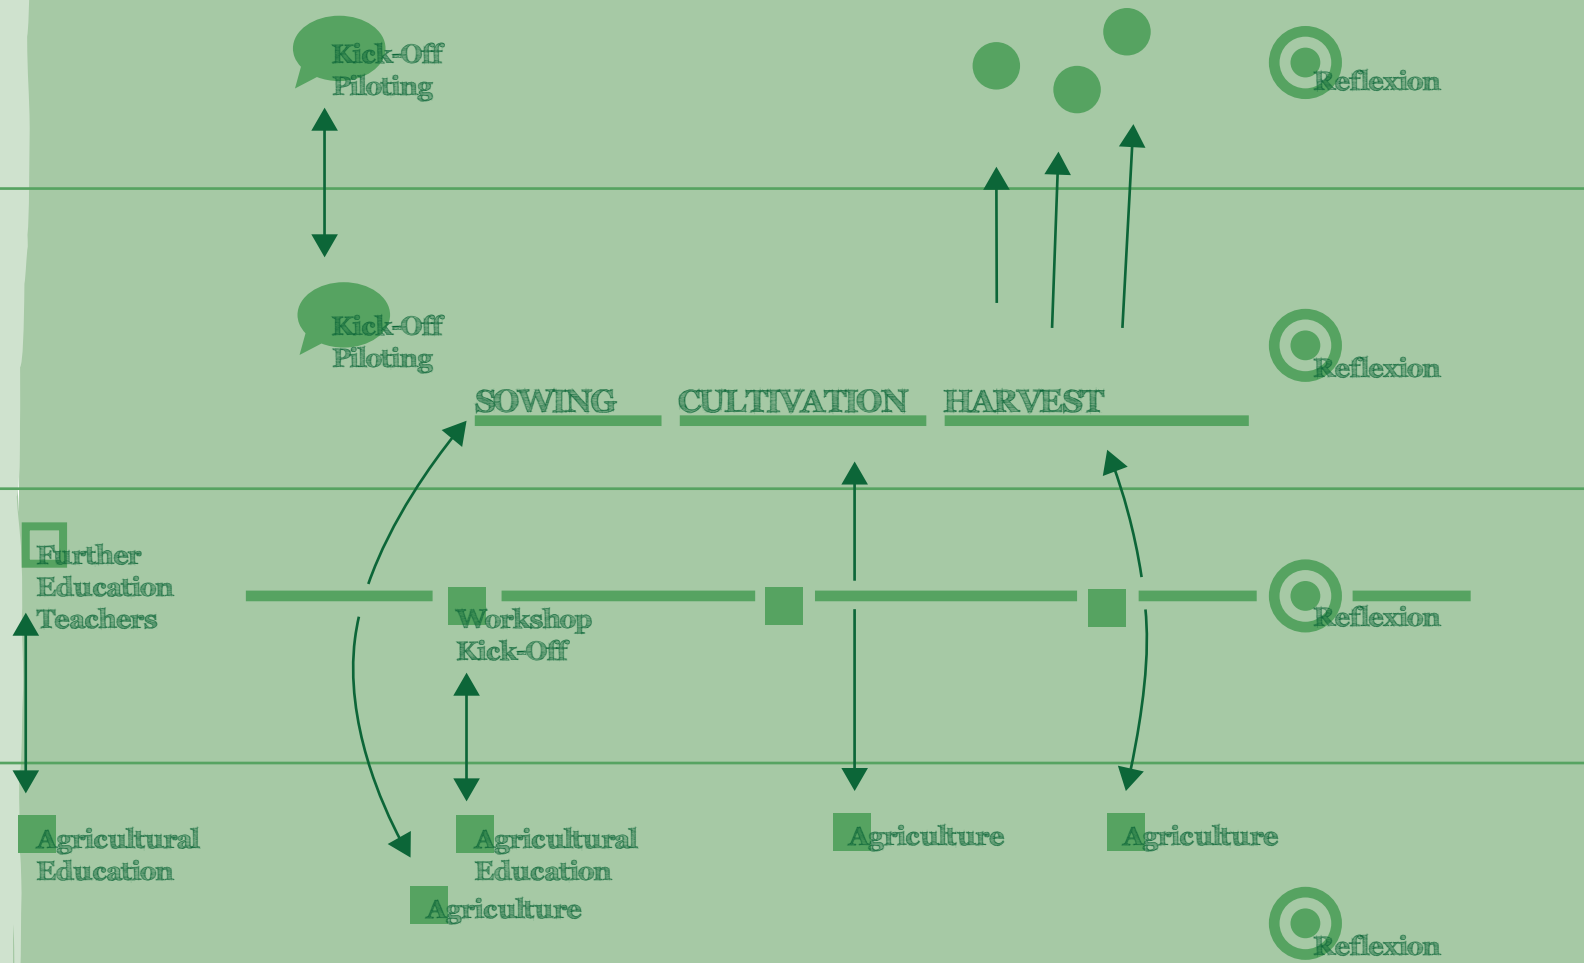 Kick-Off
Piloting
Reflexion
Kick-Off
Piloting
Reflexion
SOWING
CULTIVATION
HARVEST
Further
Education
Teachers
Workshop
Kick-Off
Reflexion
Agricultural
Education
Agricultural
Education
Agriculture
Agriculture
Agriculture
Reflexion